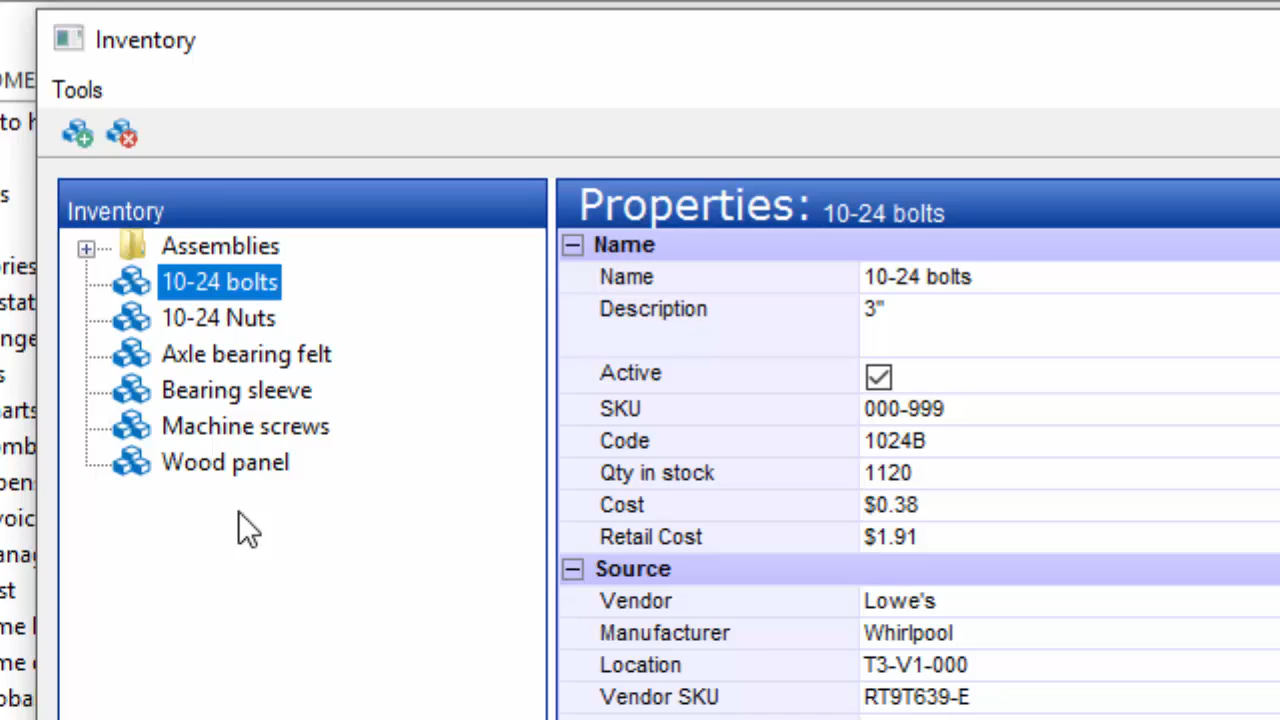 Inventory
Tools
Inventory
Assemblies
10-24 bolts
10-24 Nuts
Axle bearing felt
Bearing sleeve
Machine screws
Wood panel
Properties: 10-24 bolts
Name
Name 10-24 bolts
Description 3"
Active
SKU 000-999
Code 1024B
Qty in stock 1120
Cost $0.38
Retail Cost $1.91
Source
Vendor Lowe's
Manufacturer Whirlpool
Location T3-V1-000
Vendor SKU RT9T639-E